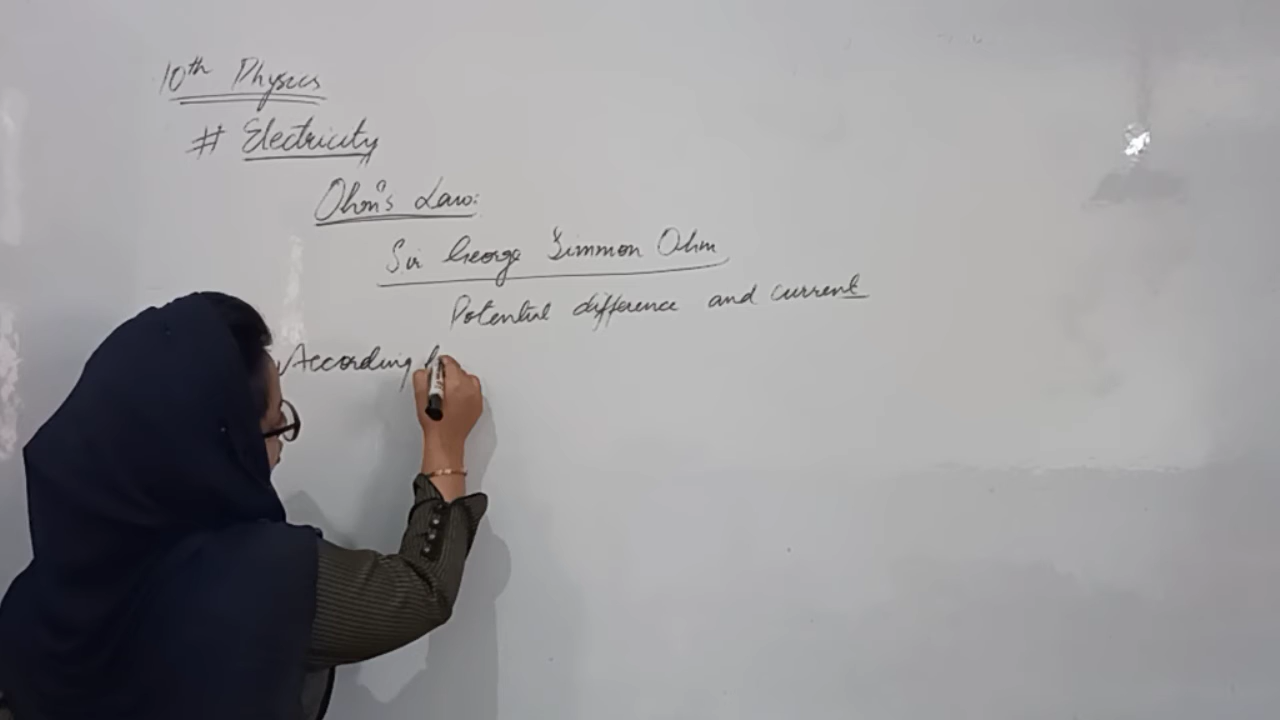 10th Physics
# Electricity
Ohm's Law:
Sir George Simmon Ohm
Potential difference and current
According